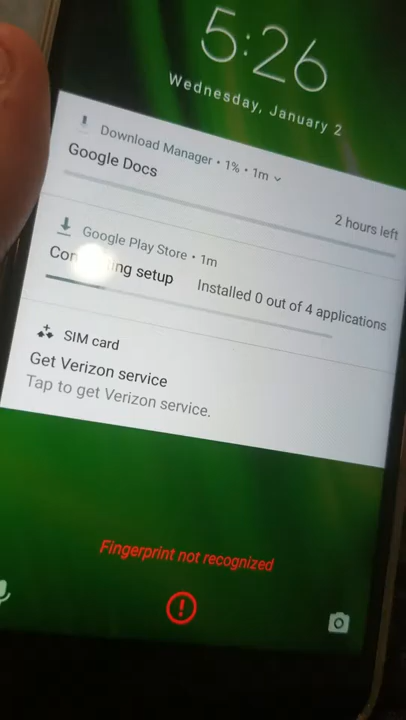 5:26
Wednesday, January 2
Download Manager • 1% • 1m
Google Docs
2 hours left
Google Play Store • 1m
setup Installed 0 out of 4 applications
SIM card
Get Verizon service
Tap to get Verizon service.
Fingerprint not recognized